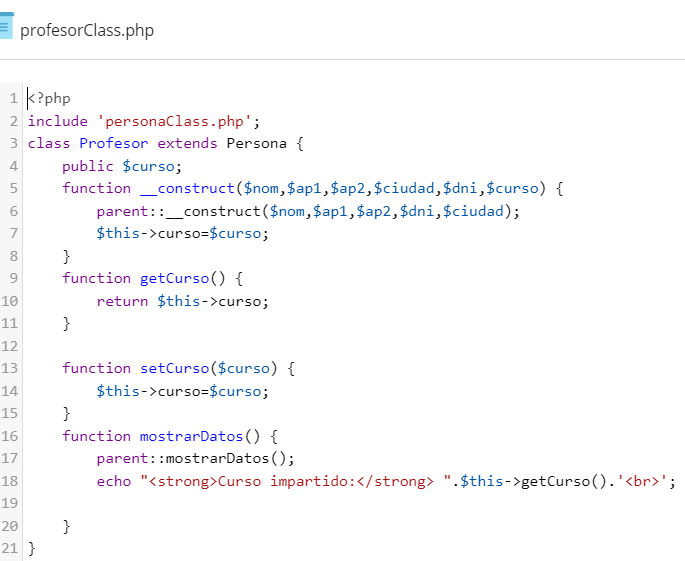 profesorClass.php
1 <?php
2 include 'personaClass.php';
3 class Profesor extends Persona {
4     public $curso;
5     function __construct($nom,$ap1,$ap2,$ciudad,$dni,$curso) {
6         parent::__construct($nom,$ap1,$ap2,$dni,$ciudad);
7         $this->curso=$curso;
8     }
9     function getCurso() {
10         return $this->curso;
11     }
12
13     function setCurso($curso) {
14         $this->curso=$curso;
15     }
16     function mostrarDatos() {
17         parent::mostrarDatos();
18         echo "<strong>Curso impartido:</strong> ".$this->getCurso().'<br>';
19
20     }
21 }